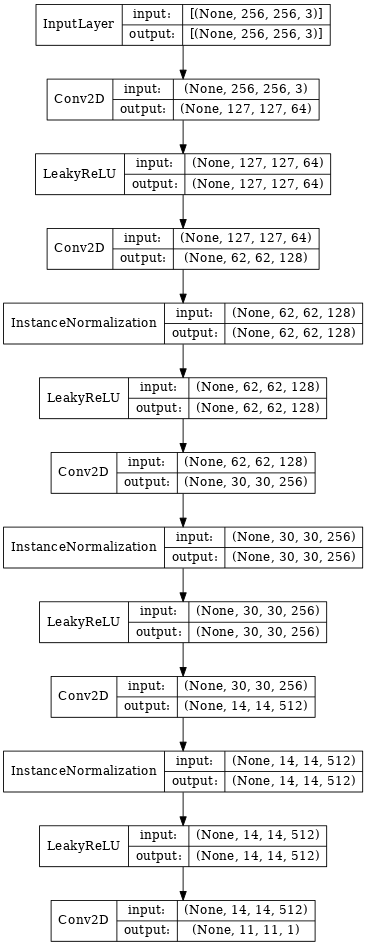 InputLayer input: [(None, 256, 256, 3)]
output: [(None, 256, 256, 3)]
Conv2D input: (None, 256, 256, 3)
output: (None, 127, 127, 64)
LeakyReLU input: (None, 127, 127, 64)
output: (None, 127, 127, 64)
Conv2D input: (None, 127, 127, 64)
output: (None, 62, 62, 128)
InstanceNormalization input: (None, 62, 62, 128)
output: (None, 62, 62, 128)
LeakyReLU input: (None, 62, 62, 128)
output: (None, 62, 62, 128)
Conv2D input: (None, 62, 62, 128)
output: (None, 30, 30, 256)
InstanceNormalization input: (None, 30, 30, 256)
output: (None, 30, 30, 256)
LeakyReLU input: (None, 30, 30, 256)
output: (None, 30, 30, 256)
Conv2D input: (None, 30, 30, 256)
output: (None, 14, 14, 512)
InstanceNormalization input: (None, 14, 14, 512)
output: (None, 14, 14, 512)
LeakyReLU input: (None, 14, 14, 512)
output: (None, 14, 14, 512)
Conv2D input: (None, 14, 14, 512)
output: (None, 11, 11, 1)